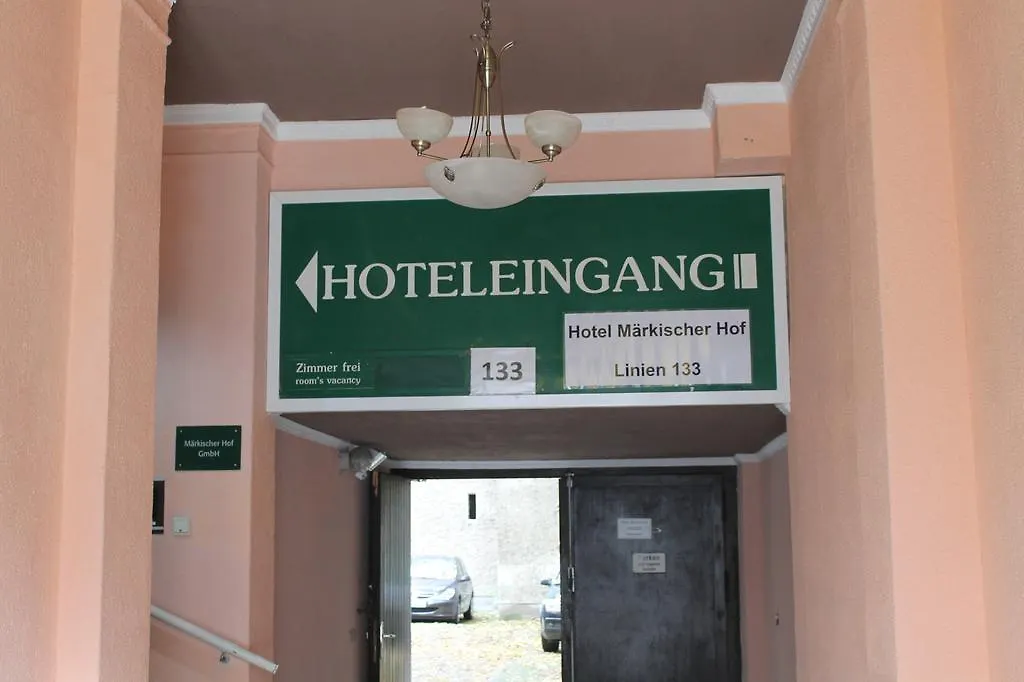 HOTELEINGANG
Hotel Märkischer Hof
Linien 133
133
Zimmer frei
room's vacancy
Märkischer Hof
GmbH